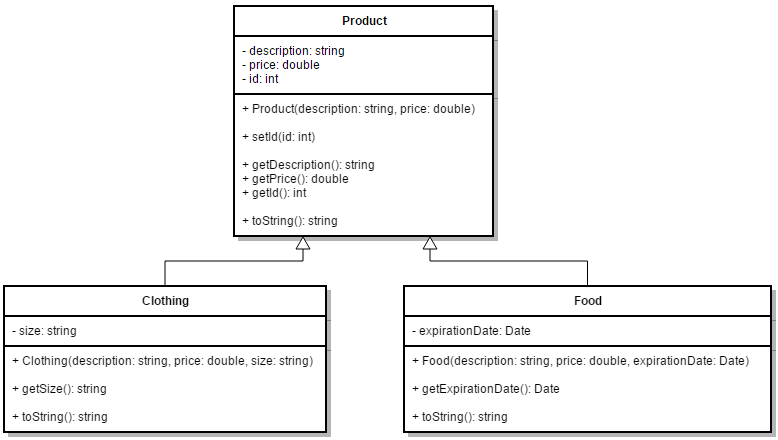 Product
- description: string
- price: double
- id: int
+ Product(description: string, price: double)
+ setId(id: int)
+ getDescription(): string
+ getPrice(): double
+ getId(): int
+ toString(): string
Clothing
- size: string
+ Clothing(description: string, price: double, size: string)
+ getSize(): string
+ toString(): string
Food
- expirationDate: Date
+ Food(description: string, price: double, expirationDate: Date)
+ getExpirationDate(): Date
+ toString(): string